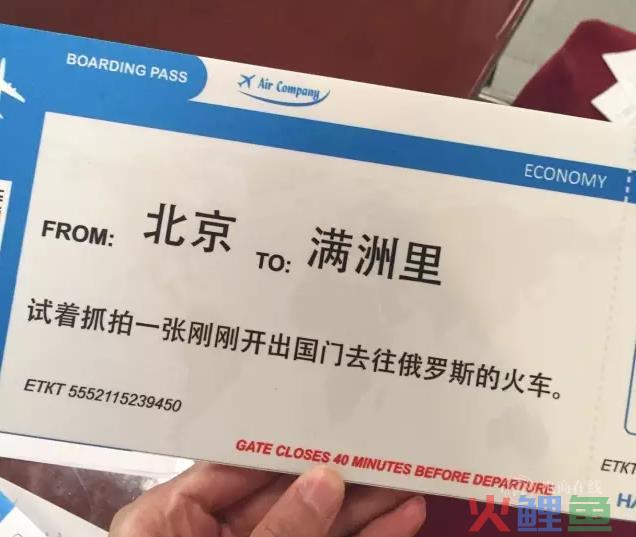 BOARDING PASS
Air Company
ECONOMY
FROM: 北京 TO: 满洲里
试着抓拍一张刚刚开出国门去往俄罗斯的火车。
ETKT 5552115239450
GATE CLOSES 40 MINUTES BEFORE DEPARTURE
ETKT
HA
火鲤鱼